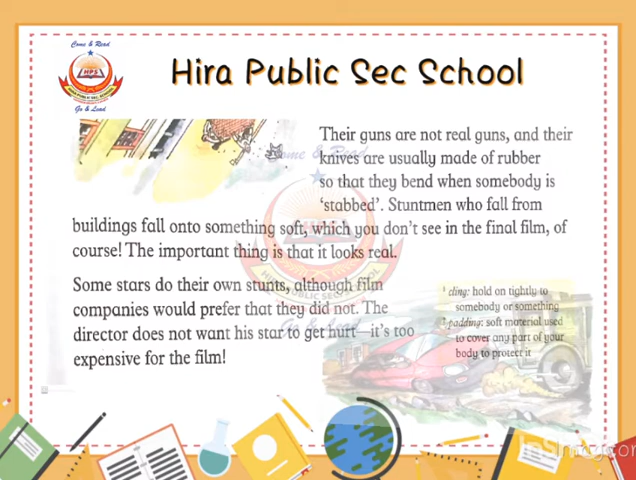 Come & Read
HPS
HIRA PUBLIC SEC. SCHOOL
Go & Lead
Hira Public Sec School
Their guns are not real guns, and their
knives are usually made of rubber
so that they bend when somebody is
‘stabbed’. Stuntmen who fall from
buildings fall onto something soft, which you don’t see in the final film, of
course! The important thing is that it looks real.
Some stars do their own stunts, although film
companies would prefer that they did not. The
director does not want his star to get hurt—it’s too
expensive for the film!
¹ cling: hold on tightly to
somebody or something
² padding: soft material used
to cover any part of your
body to protect it